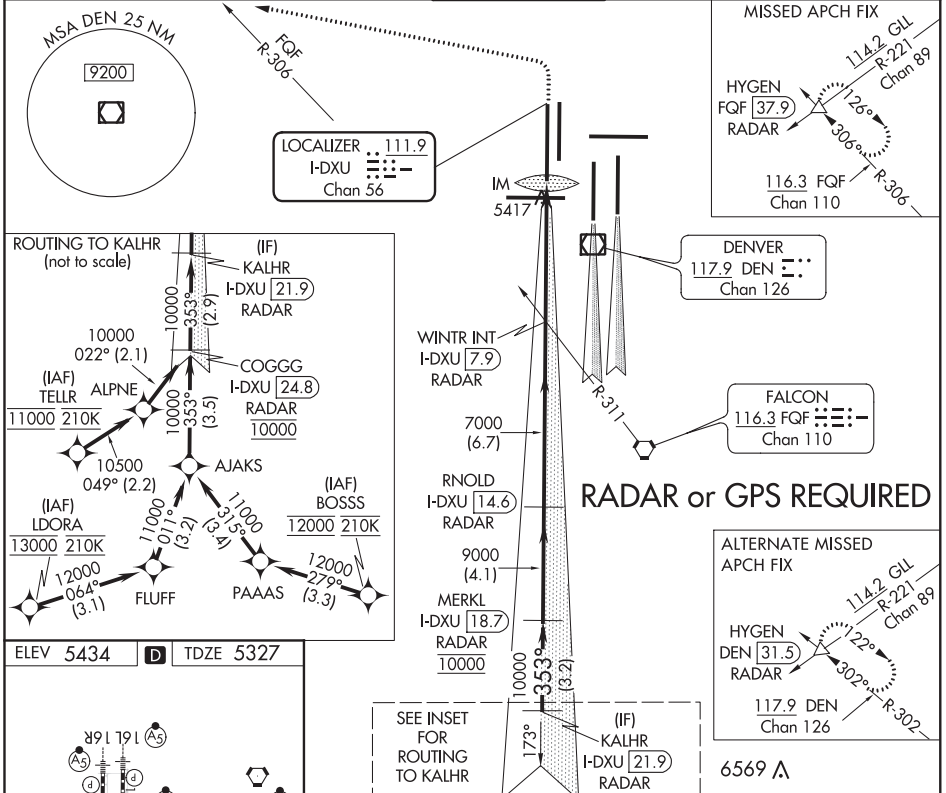 MSA DEN 25 NM
9200
FQF
R-306
LOCALIZER 111.9
I-DXU
Chan 56
IM
5417
MISSED APCH FIX
114.2 GLL
R-221
Chan 89
HYGEN
FQF 37.9
RADAR
126°
306°
R-306
116.3 FQF
Chan 110
DENVER
117.9 DEN
Chan 126
ROUTING TO KALHR
(not to scale)
(IF)
KALHR
I-DXU 21.9
RADAR
10000
353°
(2.9)
10000
022° (2.1)
COGGG
I-DXU 24.8
RADAR
10000
(IAF)
TELLR
11000 210K
ALPNE
10000
353°
(3.5)
10500
049° (2.2)
AJAKS
(IAF)
LDORA
13000 210K
11000
011°
(3.2)
11000
315°
(3.4)
(IAF)
BOSSS
12000 210K
12000
064°
(3.1)
FLUFF
PAAAS
12000
279°
(3.3)
WINTR INT
I-DXU 7.9
RADAR
R-311
FALCON
116.3 FQF
Chan 110
7000
(6.7)
RNOLD
I-DXU 14.6
RADAR
RADAR or GPS REQUIRED
9000
(4.1)
MERKL
I-DXU 18.7
RADAR
10000
10000
353°
(3.2)
173°
SEE INSET
FOR
ROUTING
TO KALHR
(IF)
KALHR
I-DXU 21.9
RADAR
ALTERNATE MISSED
APCH FIX
114.2 GLL
R-221
Chan 89
HYGEN
DEN 31.5
RADAR
122°
302°
R-302
117.9 DEN
Chan 126
6569
ELEV 5434 D TDZE 5327
16R 16L
A5 A5
P P